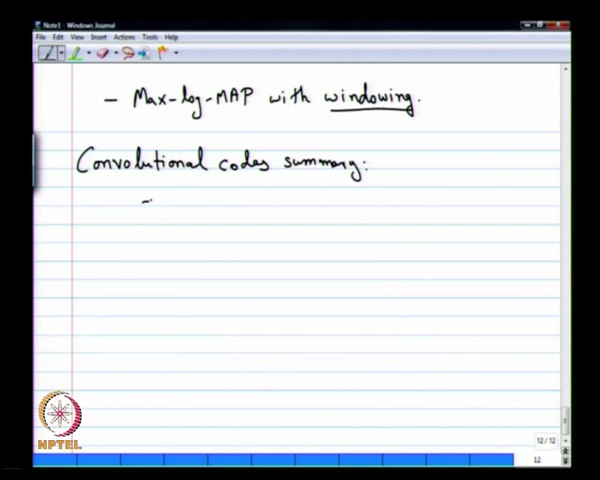 Note1 - Windows Journal
File Edit View Insert Actions Tools Help
- Max-log-MAP with windowing.
Convolutional codes summary:
-
NPTEL
12/12
12